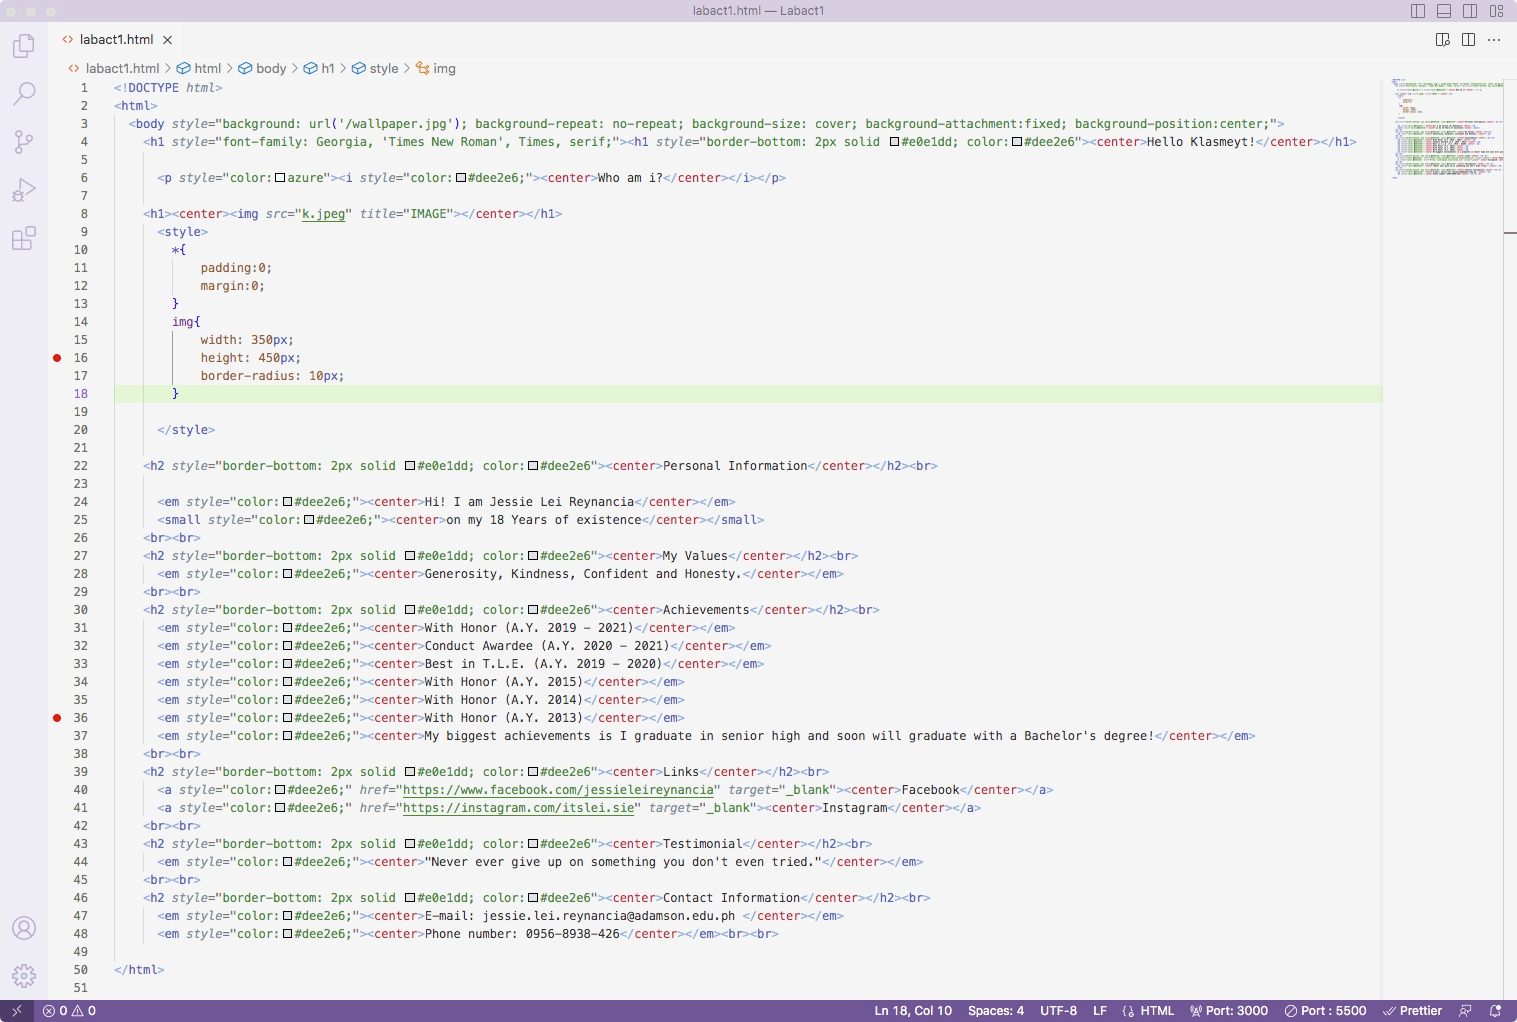 labact1.html — Labact1
labact1.html
labact1.html > html > body > h1 > style > img
1 <!DOCTYPE html>
2 <html>
3 <body style="background: url('/wallpaper.jpg'); background-repeat: no-repeat; background-size: cover; background-attachment:fixed; background-position:center;">
4 <h1 style="font-family: Georgia, 'Times New Roman', Times, serif;"><h1 style="border-bottom: 2px solid #e0e1dd; color:#dee2e6"><center>Hello Klasmeyt!</center></h1>
5
6 <p style="color:azure"><i style="color:#dee2e6;"><center>Who am i?</center></i></p>
7
8 <h1><center><img src="k.jpeg" title="IMAGE"></center></h1>
9 <style>
10 *{
11 padding:0;
12 margin:0;
13 }
14 img{
15 width: 350px;
16 height: 450px;
17 border-radius: 10px;
18 }
19
20 </style>
21
22 <h2 style="border-bottom: 2px solid #e0e1dd; color:#dee2e6"><center>Personal Information</center></h2><br>
23
24 <em style="color:#dee2e6;"><center>Hi! I am Jessie Lei Reynancia</center></em>
25 <small style="color:#dee2e6;"><center>on my 18 Years of existence</center></small>
26 <br><br>
27 <h2 style="border-bottom: 2px solid #e0e1dd; color:#dee2e6"><center>My Values</center></h2><br>
28 <em style="color:#dee2e6;"><center>Generosity, Kindness, Confident and Honesty.</center></em>
29 <br><br>
30 <h2 style="border-bottom: 2px solid #e0e1dd; color:#dee2e6"><center>Achievements</center></h2><br>
31 <em style="color:#dee2e6;"><center>With Honor (A.Y. 2019 - 2021)</center></em>
32 <em style="color:#dee2e6;"><center>Conduct Awardee (A.Y. 2020 - 2021)</center></em>
33 <em style="color:#dee2e6;"><center>Best in T.L.E. (A.Y. 2019 - 2020)</center></em>
34 <em style="color:#dee2e6;"><center>With Honor (A.Y. 2015)</center></em>
35 <em style="color:#dee2e6;"><center>With Honor (A.Y. 2014)</center></em>
36 <em style="color:#dee2e6;"><center>With Honor (A.Y. 2013)</center></em>
37 <em style="color:#dee2e6;"><center>My biggest achievements is I graduate in senior high and soon will graduate with a Bachelor's degree!</center></em>
38 <br><br>
39 <h2 style="border-bottom: 2px solid #e0e1dd; color:#dee2e6"><center>Links</center></h2><br>
40 <a style="color:#dee2e6;" href="https://www.facebook.com/jessieleireynancia" target="_blank"><center>Facebook</center></a>
41 <a style="color:#dee2e6;" href="https://instagram.com/itslei.sie" target="_blank"><center>Instagram</center></a>
42 <br><br>
43 <h2 style="border-bottom: 2px solid #e0e1dd; color:#dee2e6"><center>Testimonial</center></h2><br>
44 <em style="color:#dee2e6;"><center>"Never ever give up on something you don't even tried."</center></em>
45 <br><br>
46 <h2 style="border-bottom: 2px solid #e0e1dd; color:#dee2e6"><center>Contact Information</center></h2><br>
47 <em style="color:#dee2e6;"><center>E-mail: jessie.lei.reynancia@adamson.edu.ph </center></em>
48 <em style="color:#dee2e6;"><center>Phone number: 0956-8938-426</center></em><br><br>
49
50 </html>
51
0 0 Ln 18, Col 10 Spaces: 4 UTF-8 LF HTML Port: 3000 Port : 5500 Prettier